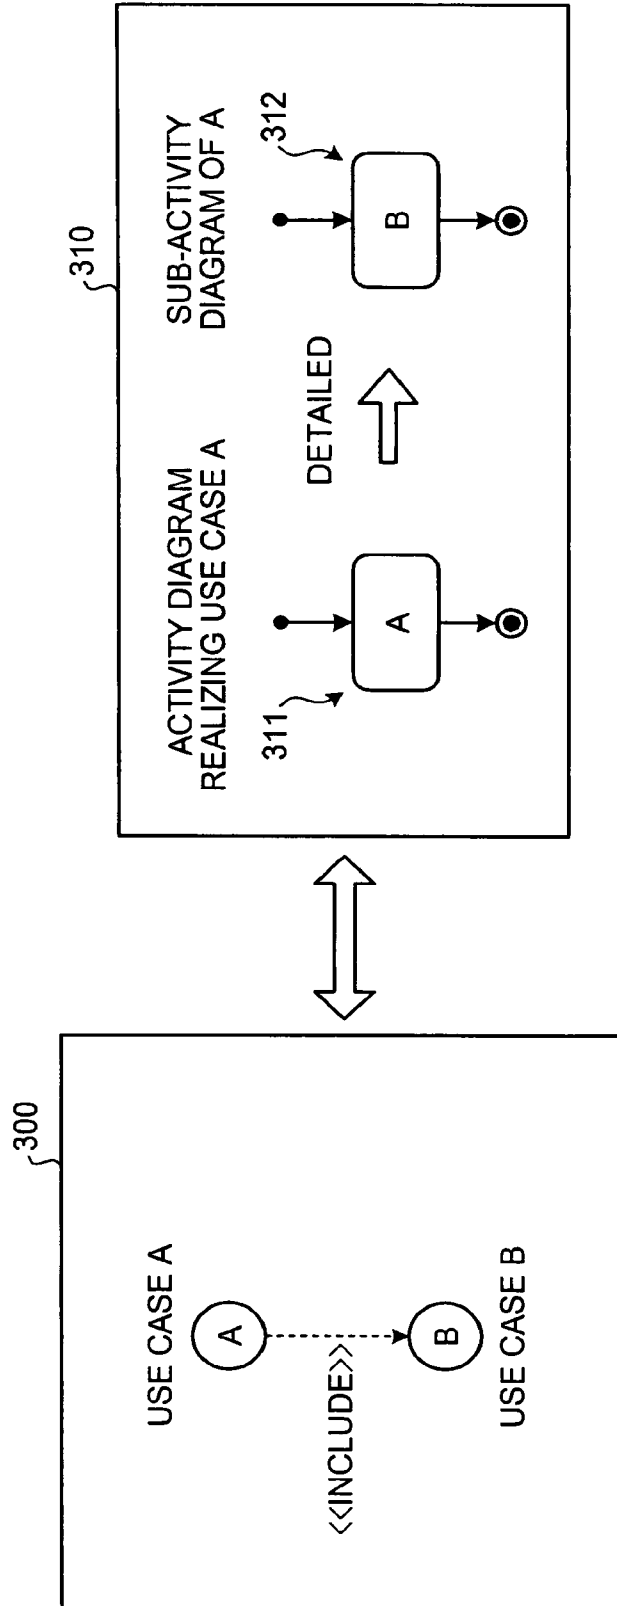 300
USE CASE A
A
<<INCLUDE>>
B
USE CASE B
310
ACTIVITY DIAGRAM
REALIZING USE CASE A
311
A
DETAILED
SUB-ACTIVITY
DIAGRAM OF A
312
B